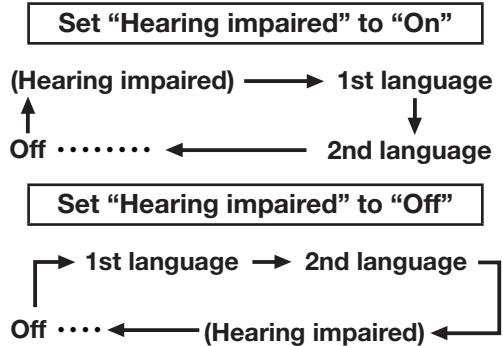 Set “Hearing impaired” to “On”
(Hearing impaired) 1st language
Off ········ 2nd language
Set “Hearing impaired” to “Off”
1st language 2nd language
Off ···· (Hearing impaired)